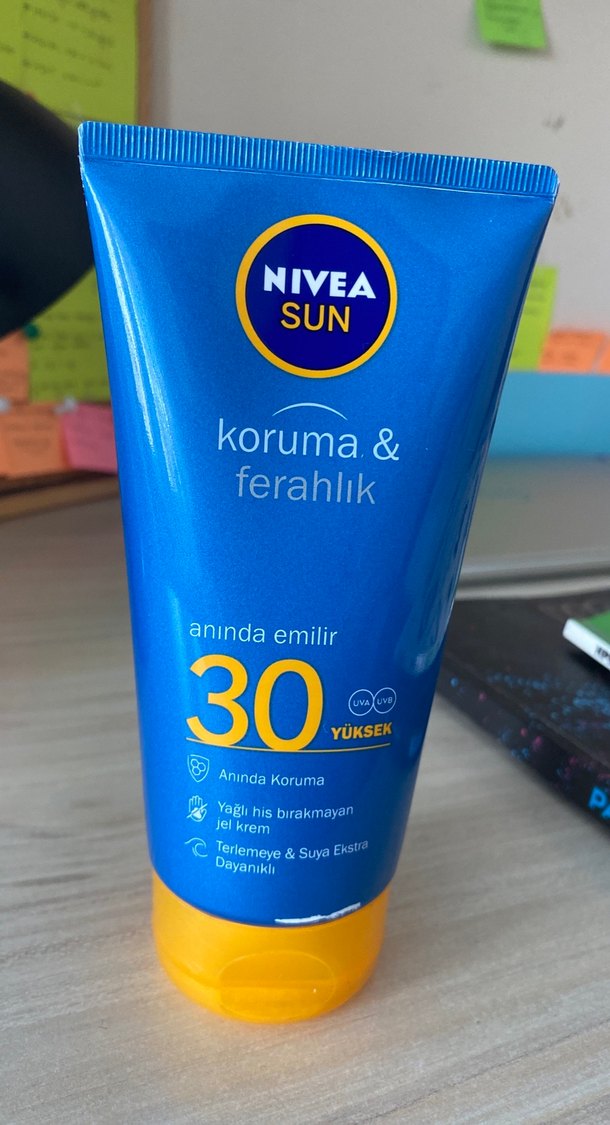 NIVEA
SUN
koruma &
ferahlık
anında emilir
30
UVA UVB
YÜKSEK
Anında Koruma
Yağlı his bırakmayan
jel krem
Terlemeye & Suya Ekstra
Dayanıklı